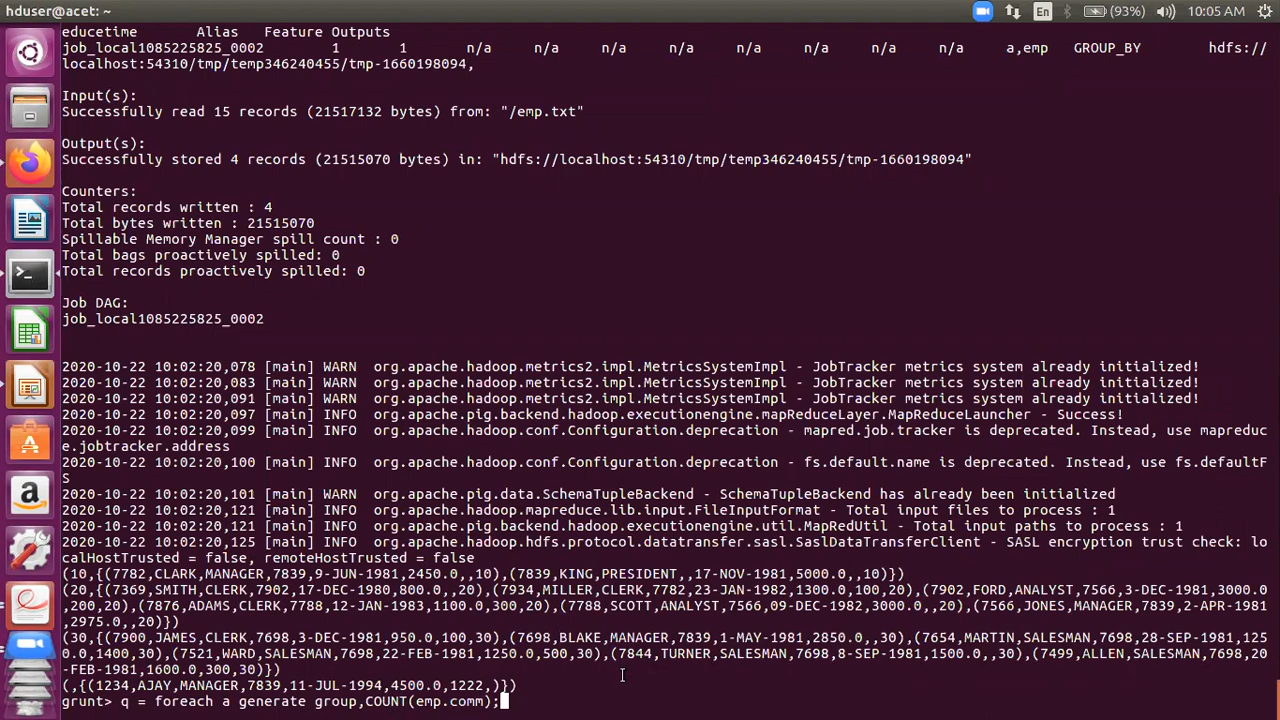 hduser@acet: ~
En
(93%)
10:05 AM
educetime Alias Feature Outputs
job_local1085225825_0002 1 1 n/a n/a n/a n/a n/a n/a n/a n/a a,emp GROUP_BY hdfs://
localhost:54310/tmp/temp346240455/tmp-1660198094,
Input(s):
Successfully read 15 records (21517132 bytes) from: "/emp.txt"
Output(s):
Successfully stored 4 records (21515070 bytes) in: "hdfs://localhost:54310/tmp/temp346240455/tmp-1660198094"
Counters:
Total records written : 4
Total bytes written : 21515070
Spillable Memory Manager spill count : 0
Total bags proactively spilled: 0
Total records proactively spilled: 0
Job DAG:
job_local1085225825_0002
2020-10-22 10:02:20,078 [main] WARN  org.apache.hadoop.metrics2.impl.MetricsSystemImpl - JobTracker metrics system already initialized!
2020-10-22 10:02:20,083 [main] WARN  org.apache.hadoop.metrics2.impl.MetricsSystemImpl - JobTracker metrics system already initialized!
2020-10-22 10:02:20,091 [main] WARN  org.apache.hadoop.metrics2.impl.MetricsSystemImpl - JobTracker metrics system already initialized!
2020-10-22 10:02:20,097 [main] INFO  org.apache.pig.backend.hadoop.executionengine.mapReduceLayer.MapReduceLauncher - Success!
2020-10-22 10:02:20,099 [main] INFO  org.apache.hadoop.conf.Configuration.deprecation - mapred.job.tracker is deprecated. Instead, use mapreduc
e.jobtracker.address
2020-10-22 10:02:20,100 [main] INFO  org.apache.hadoop.conf.Configuration.deprecation - fs.default.name is deprecated. Instead, use fs.defaultF
S
2020-10-22 10:02:20,101 [main] WARN  org.apache.pig.data.SchemaTupleBackend - SchemaTupleBackend has already been initialized
2020-10-22 10:02:20,121 [main] INFO  org.apache.hadoop.mapreduce.lib.input.FileInputFormat - Total input files to process : 1
2020-10-22 10:02:20,121 [main] INFO  org.apache.pig.backend.hadoop.executionengine.util.MapRedUtil - Total input paths to process : 1
2020-10-22 10:02:20,125 [main] INFO  org.apache.hadoop.hdfs.protocol.datatransfer.sasl.SaslDataTransferClient - SASL encryption trust check: lo
calHostTrusted = false, remoteHostTrusted = false
(10,{(7782,CLARK,MANAGER,7839,9-JUN-1981,2450.0,,10),(7839,KING,PRESIDENT,,17-NOV-1981,5000.0,,10)})
(20,{(7369,SMITH,CLERK,7902,17-DEC-1980,800.0,,20),(7934,MILLER,CLERK,7782,23-JAN-1982,1300.0,100,20),(7902,FORD,ANALYST,7566,3-DEC-1981,3000.0
,200,20),(7876,ADAMS,CLERK,7788,12-JAN-1983,1100.0,300,20),(7788,SCOTT,ANALYST,7566,09-DEC-1982,3000.0,,20),(7566,JONES,MANAGER,7839,2-APR-1981
,2975.0,,20)})
(30,{(7900,JAMES,CLERK,7698,3-DEC-1981,950.0,100,30),(7698,BLAKE,MANAGER,7839,1-MAY-1981,2850.0,,30),(7654,MARTIN,SALESMAN,7698,28-SEP-1981,125
0.0,1400,30),(7521,WARD,SALESMAN,7698,22-FEB-1981,1250.0,500,30),(7844,TURNER,SALESMAN,7698,8-SEP-1981,1500.0,,30),(7499,ALLEN,SALESMAN,7698,20
-FEB-1981,1600.0,300,30)})
(,{(1234,AJAY,MANAGER,7839,11-JUL-1994,4500.0,1222,)})
grunt> q = foreach a generate group,COUNT(emp.comm);